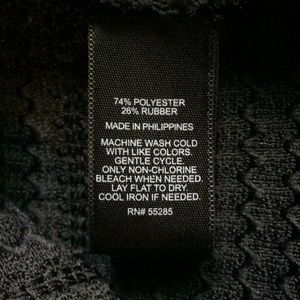 74% POLYESTER
26% RUBBER
MADE IN PHILIPPINES
MACHINE WASH COLD
WITH LIKE COLORS.
GENTLE CYCLE.
ONLY NON-CHLORINE
BLEACH WHEN NEEDED.
LAY FLAT TO DRY.
COOL IRON IF NEEDED.
RN# 55285